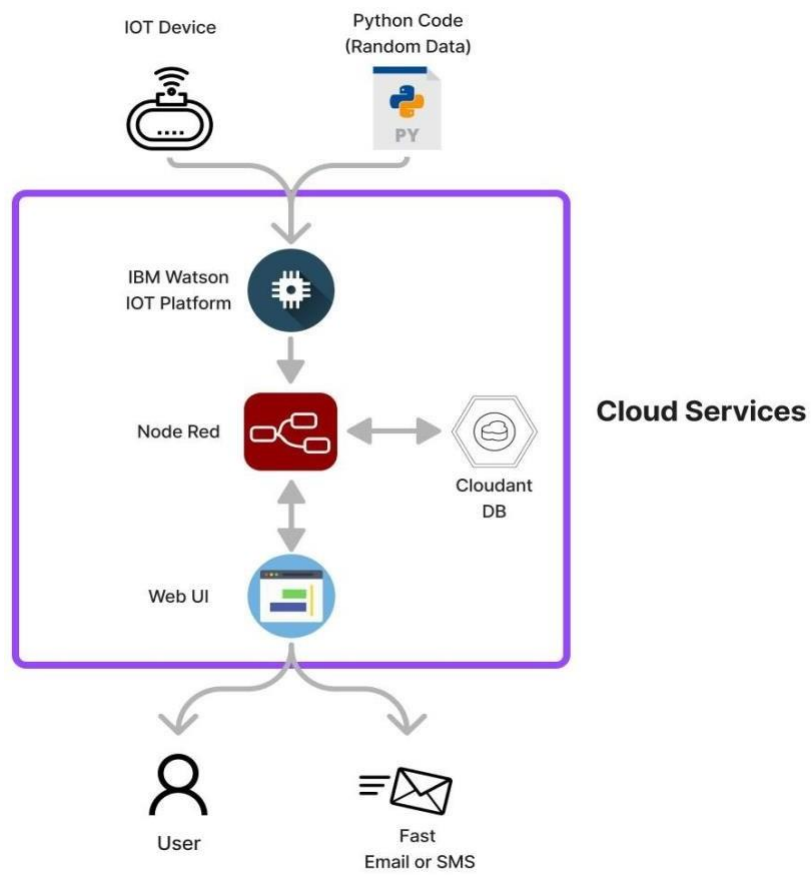 IOT Device
Python Code
(Random Data)
PY
IBM Watson
IOT Platform
Node Red
Cloud Services
Cloudant
DB
Web UI
User
Fast
Email or SMS